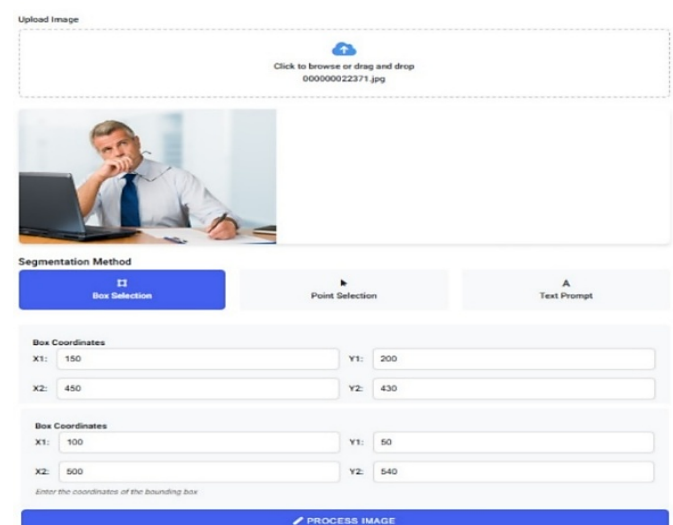 Upload Image
Click to browse or drag and drop
000000022371.jpg
Segmentation Method
Box Selection
Point Selection
Text Prompt
Box Coordinates
X1: 150 Y1: 200
X2: 450 Y2: 430
Box Coordinates
X1: 100 Y1: 50
X2: 500 Y2: 540
Enter the coordinates of the bounding box
PROCESS IMAGE